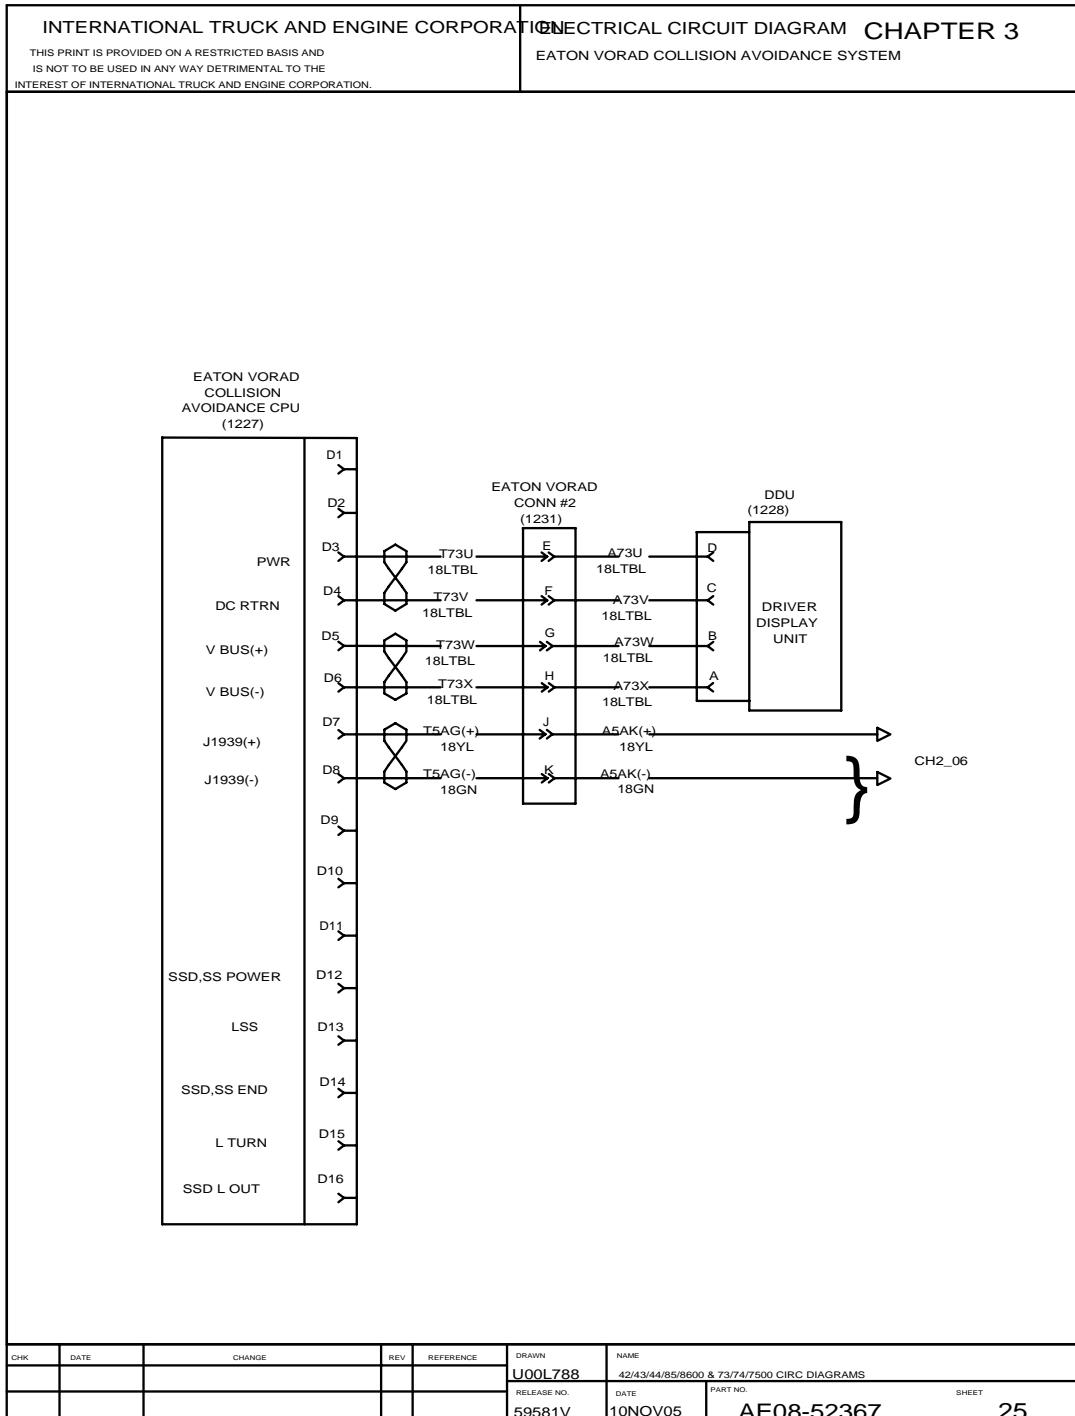 INTERNATIONAL TRUCK AND ENGINE CORPORATION
THIS PRINT IS PROVIDED ON A RESTRICTED BASIS AND
IS NOT TO BE USED IN ANY WAY DETRIMENTAL TO THE
INTEREST OF INTERNATIONAL TRUCK AND ENGINE CORPORATION.
ELECTRICAL CIRCUIT DIAGRAM CHAPTER 3
EATON VORAD COLLISION AVOIDANCE SYSTEM
EATON VORAD
COLLISION
AVOIDANCE CPU
(1227)
D1
D2
PWR D3
DC RTRN D4
V BUS(+) D5
V BUS(-) D6
J1939(+) D7
J1939(-) D8
D9
D10
D11
SSD,SS POWER D12
LSS D13
SSD,SS END D14
L TURN D15
SSD L OUT D16
T73U
18LTBL
T73V
18LTBL
T73W
18LTBL
T73X
18LTBL
T5AG(+)
18YL
T5AG(-)
18GN
EATON VORAD
CONN #2
(1231)
E
F
G
H
J
K
A73U
18LTBL
A73V
18LTBL
A73W
18LTBL
A73X
18LTBL
A5AK(+)
18YL
A5AK(-)
18GN
DDU
(1228)
D
C
B
A
DRIVER
DISPLAY
UNIT
}
CH2_06
CHK DATE CHANGE REV REFERENCE
DRAWN
U00L788
NAME
42/43/44/85/8600 & 73/74/7500 CIRC DIAGRAMS
RELEASE NO.
59581V
DATE
10NOV05
PART NO.
AE08-52367
SHEET
25